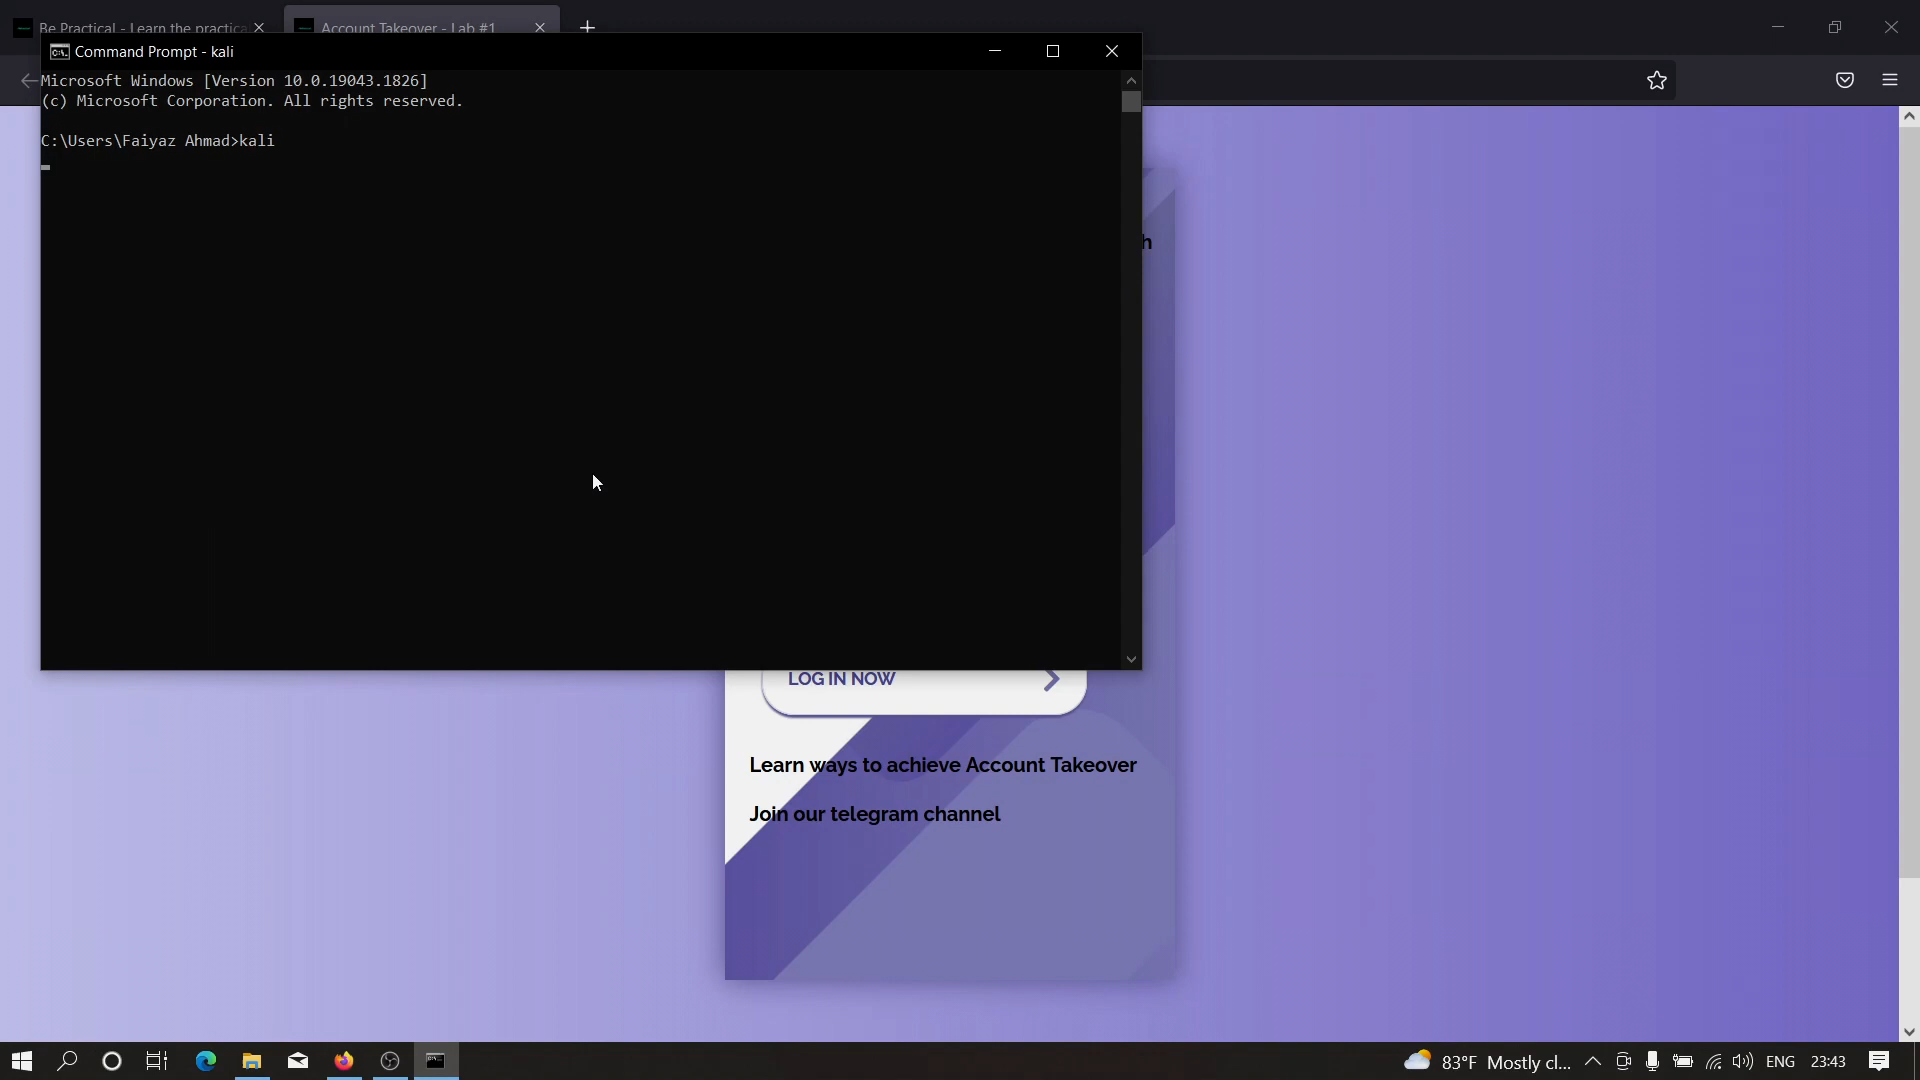 Be Practical - Learn the practica
Account Takeover - Lab #1
Command Prompt - kali
Microsoft Windows [Version 10.0.19043.1826]
(c) Microsoft Corporation. All rights reserved.
C:\Users\Faiyaz Ahmad>kali
h
LOG IN NOW
Learn ways to achieve Account Takeover
Join our telegram channel
83°F Mostly cl...
ENG
23:43